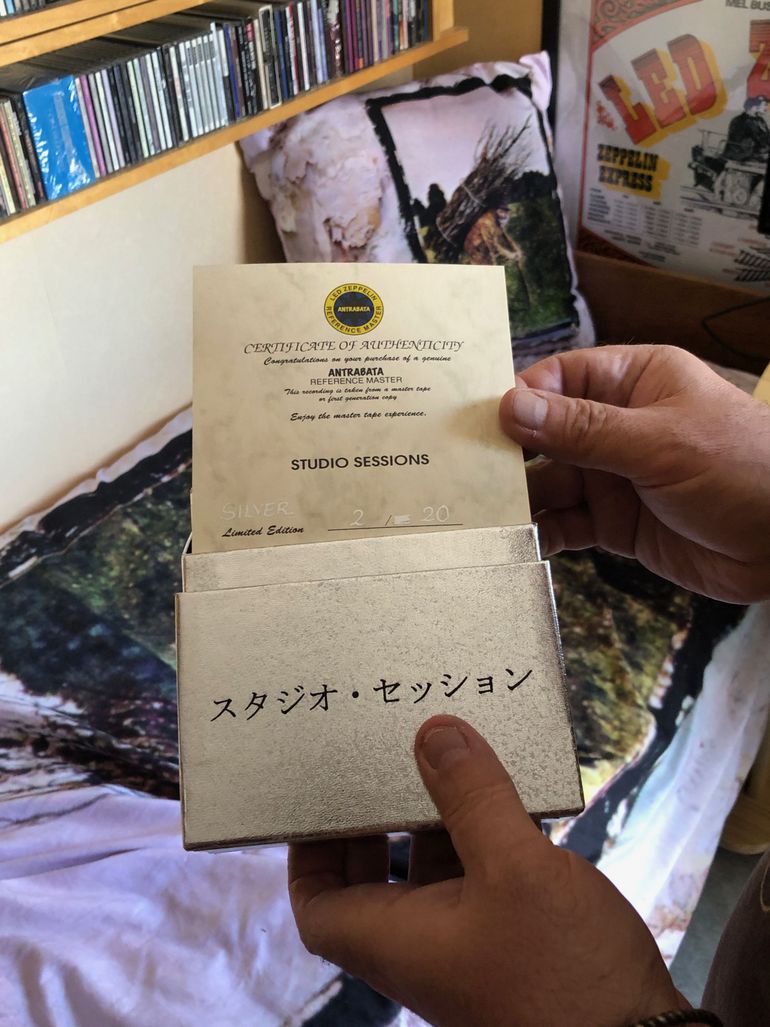 MEL BUS
LED Z
ZEPPELIN
EXPRESS
LED ZEPPELIN
ANTRABATA
REFERENCE MASTER
CERTIFICATE OF AUTHENTICITY
Congratulations on your purchase of a genuine
ANTRABATA
REFERENCE MASTER
This recording is taken from a master tape
or first generation copy
Enjoy the master tape experience.
STUDIO SESSIONS
SILVER 2 / 20
Limited Edition
スタジオ・セッション